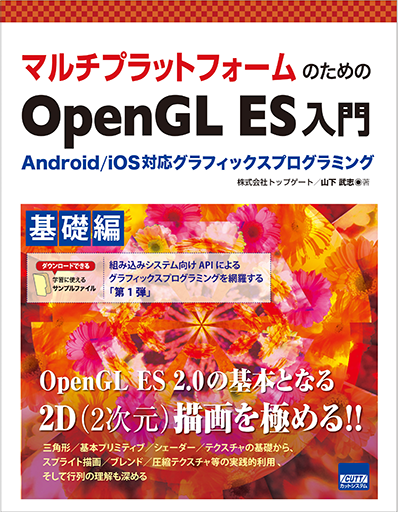 マルチプラットフォームのための
OpenGL ES入門
Android/iOS対応グラフィックスプログラミング
株式会社トップゲート/山下 武志◉著
基礎編
ダウンロードできる
学習に使える
サンプルファイル
組み込みシステム向けAPIによる
グラフィックスプログラミングを網羅する
「第1弾」
OpenGL ES 2.0の基本となる
2D(2次元)描画を極める!!
三角形/基本プリミティブ/シェーダー/テクスチャの基礎から、
スプライト描画/ブレンド/圧縮テクスチャ等の実践的利用、
そして行列の理解も深める
/CUTT/
カットシステム